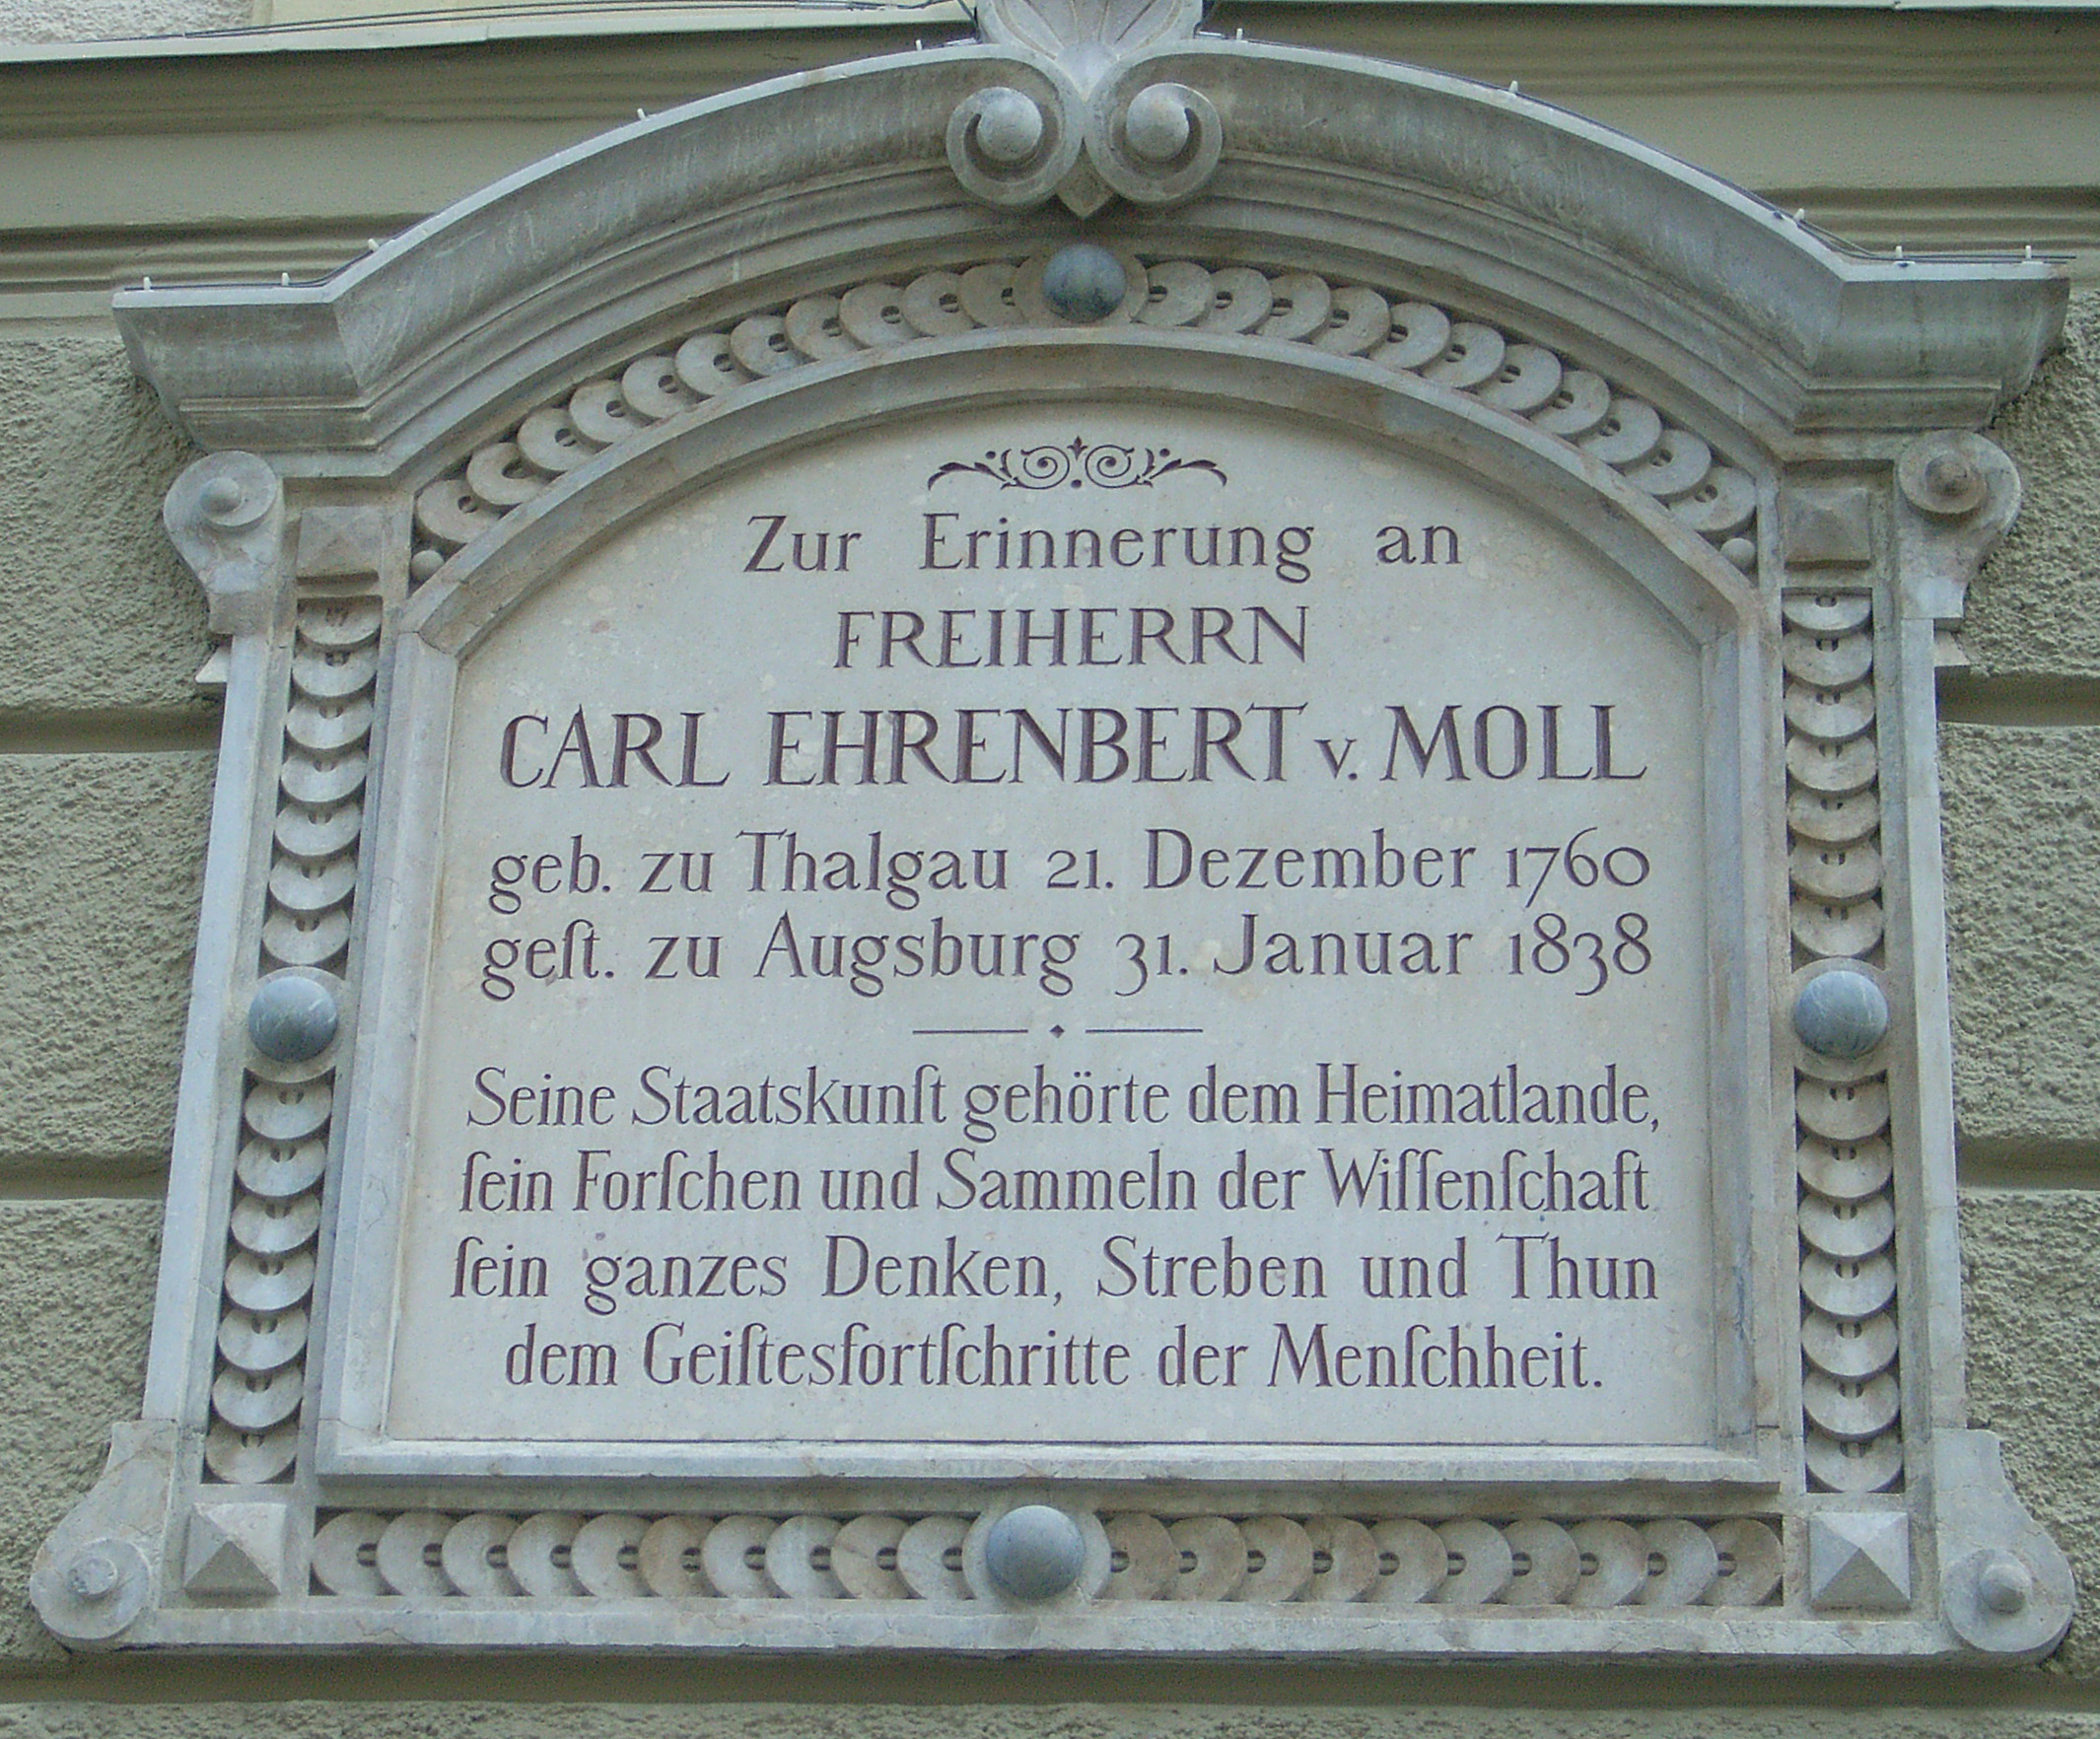 Zur Erinnerung an
FREIHERRN
CARL EHRENBERT v. MOLL
geb. zu Thalgau 21. Dezember 1760
geſt. zu Augsburg 31. Januar 1838
Seine Staatskunſt gehörte dem Heimatlande,
ſein Forſchen und Sammeln der Wiſſenſchaft
ſein ganzes Denken, Streben und Thun
dem Geiſtesfortſchritte der Menſchheit.